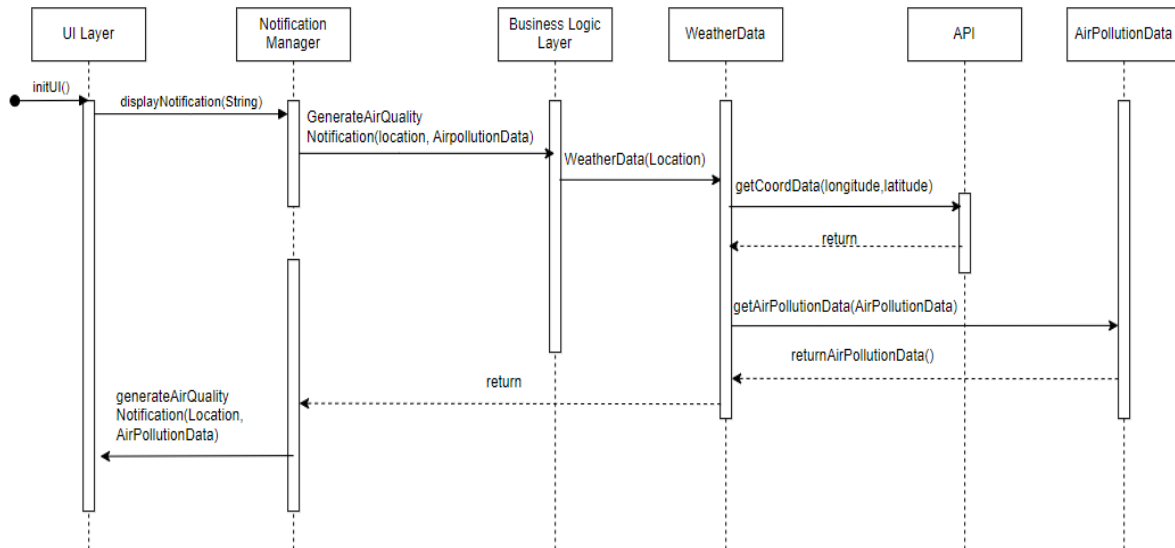 UI Layer
Notification
Manager
Business Logic
Layer
WeatherData
API
AirPollutionData
initUI()
displayNotification(String)
GenerateAirQuality
Notification(location, AirpollutionData)
WeatherData(Location)
getCoordData(longitude,latitude)
return
getAirPollutionData(AirPollutionData)
returnAirPollutionData()
return
generateAirQuality
Notification(Location,
AirPollutionData)